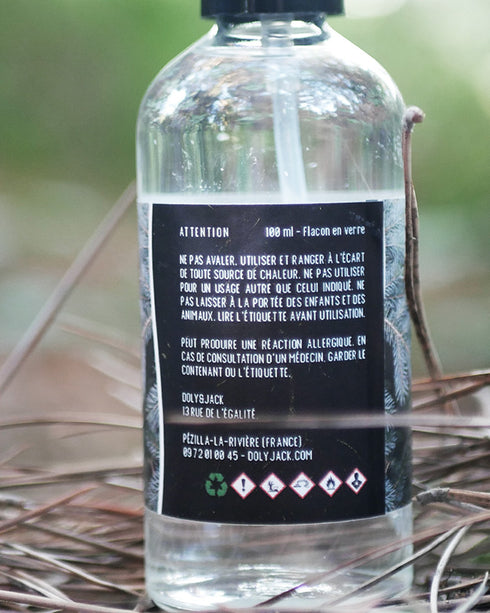 ATTENTION 100 ml - Flacon en verre
NE PAS AVALER. UTILISER ET RANGER À L'ÉCART
DE TOUTE SOURCE DE CHALEUR. NE PAS UTILISER
POUR UN USAGE AUTRE QUE CELUI INDIQUÉ. NE
PAS LAISSER À LA PORTÉE DES ENFANTS ET DES
ANIMAUX. LIRE L'ÉTIQUETTE AVANT UTILISATION.
PEUT PRODUIRE UNE RÉACTION ALLERGIQUE. EN
CAS DE CONSULTATION D'UN MÉDECIN, GARDER LE
CONTENANT OU L'ÉTIQUETTE.
DOLY&JACK
13 RUE DE L'ÉGALITÉ
PÉZILLA-LA-RIVIÈRE (FRANCE)
09 72 01 00 45 - DOLYJACK.COM